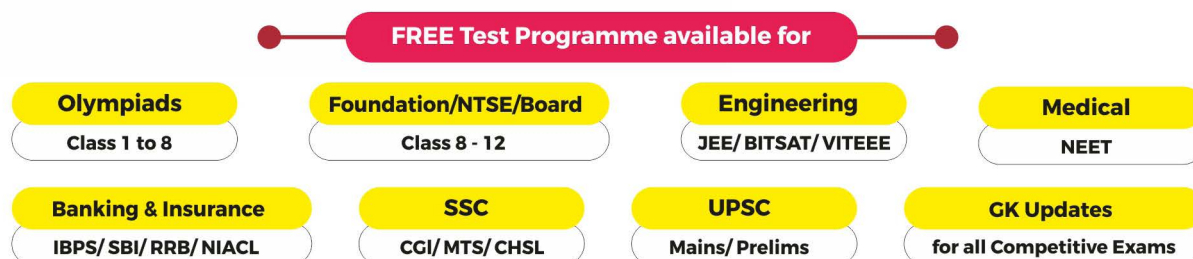 FREE Test Programme available for
Olympiads Foundation/NTSE/Board Engineering Medical
Class 1 to 8 Class 8 - 12 JEE/ BITSAT/ VITEEE NEET
Banking & Insurance SSC UPSC GK Updates
IBPS/ SBI/ RRB/ NIACL CGl/ MTS/ CHSL Mains/ Prelims for all Competitive Exams